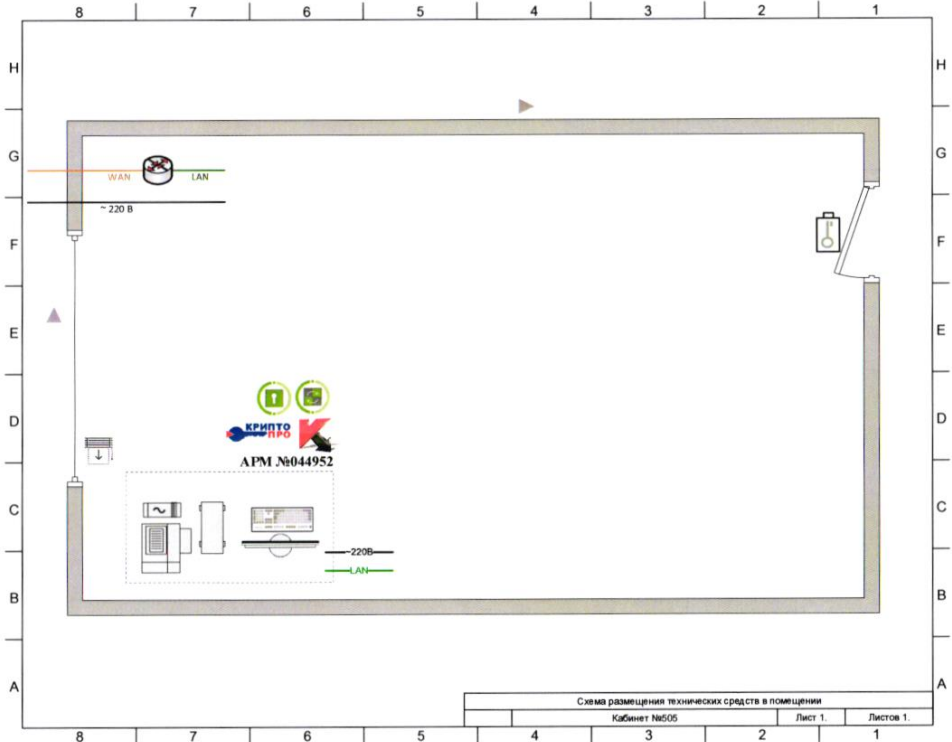 8 7 6 5 4 3 2 1
H H
G G
WAN LAN
~ 220 В
F F
E E
D D
КРИПТО
ПРО
АРМ №044952
C C
~220В
LAN
B B
A A
Схема размещения технических средств в помещении
Кабинет №505 Лист 1. Листов 1.
8 7 6 5 4 3 2 1